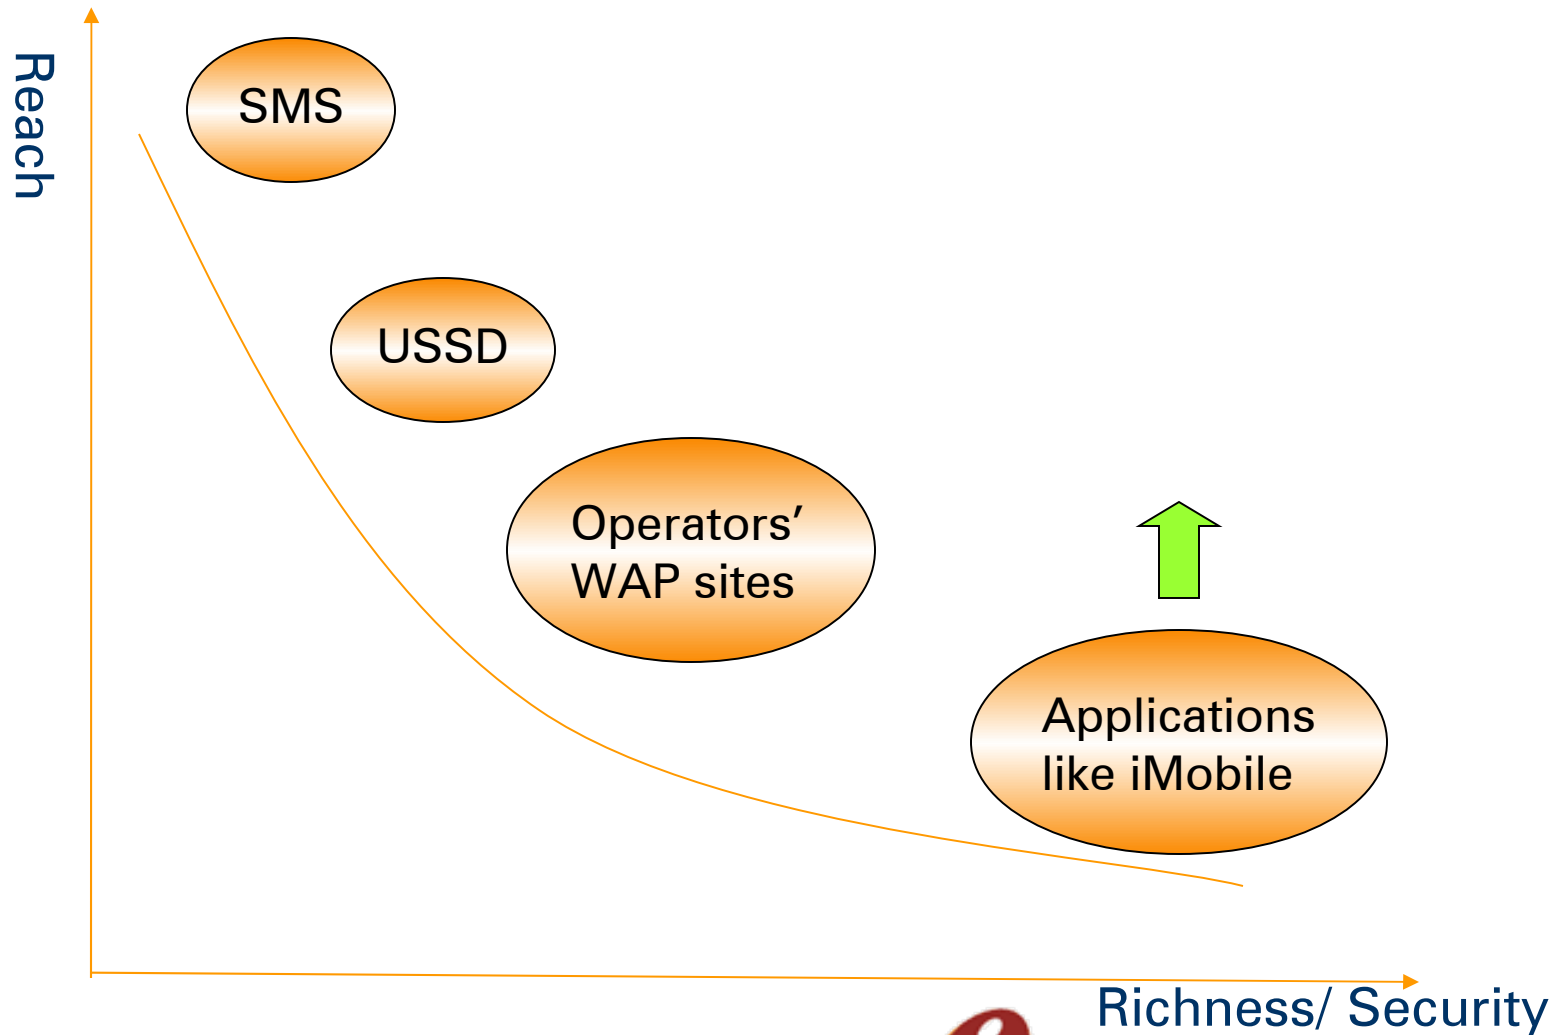 Reach
SMS
USSD
Operators’
WAP sites
Applications
like iMobile
Richness/ Security